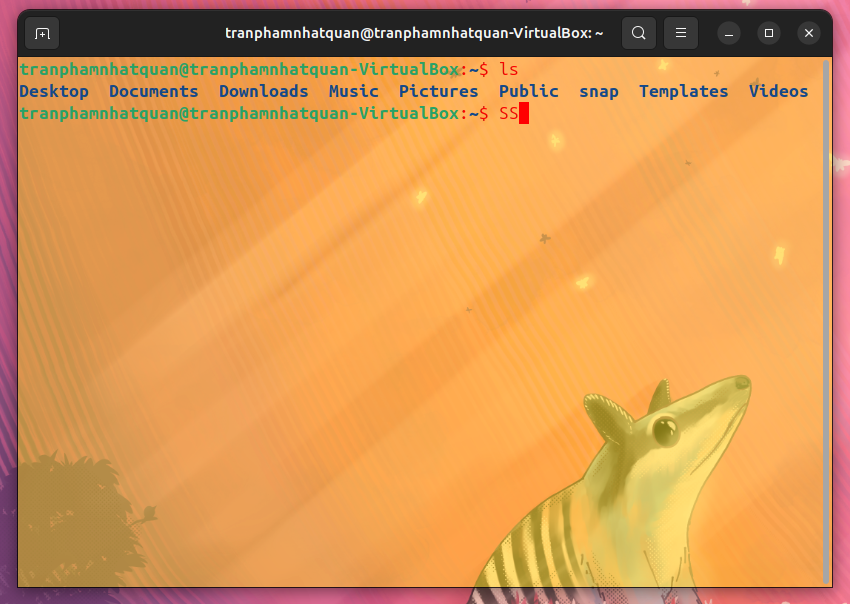 tranphamnhatquan@tranphamnhatquan-VirtualBox: ~
tranphamnhatquan@tranphamnhatquan-VirtualBox:~$ ls
Desktop Documents Downloads Music Pictures Public snap Templates Videos
tranphamnhatquan@tranphamnhatquan-VirtualBox:~$ SS